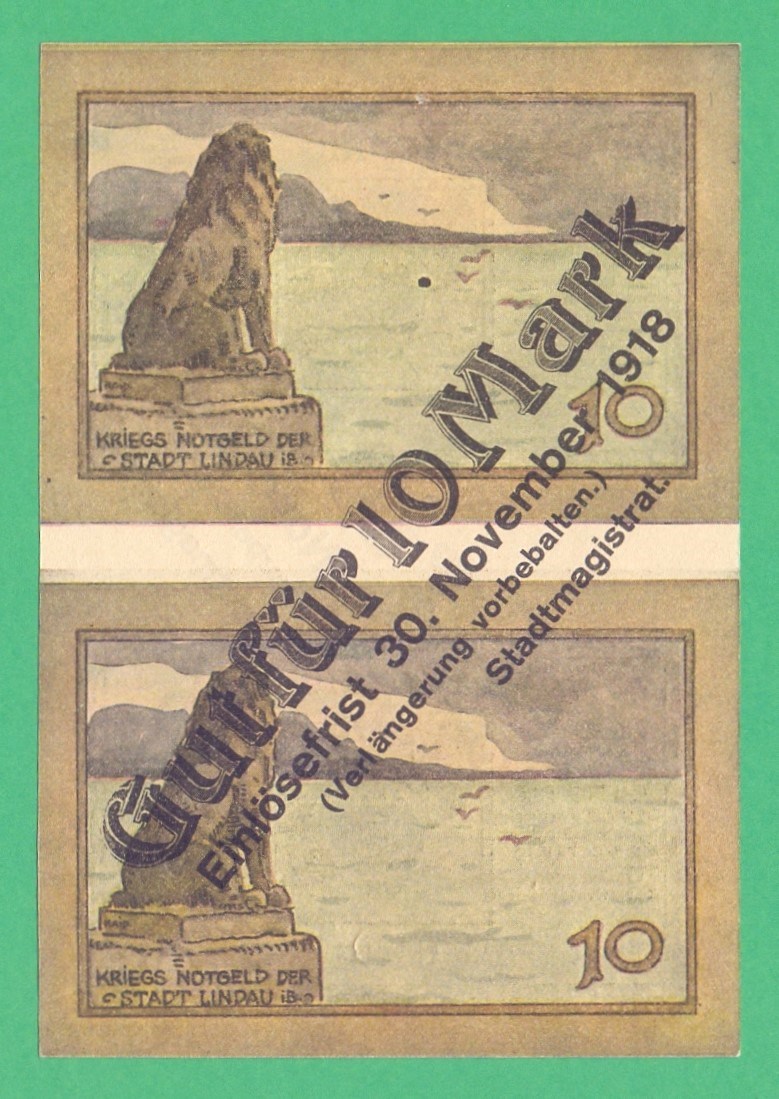 KRIEGS NOTGELD DER
STADT LINDAU i.B.
10
Gut für 10 Mark
Einlösefrist 30. November 1918
(Verlängerung vorbebalten.)
Stadtmagistrat.
KRIEGS NOTGELD DER
STADT LINDAU i.B.
10